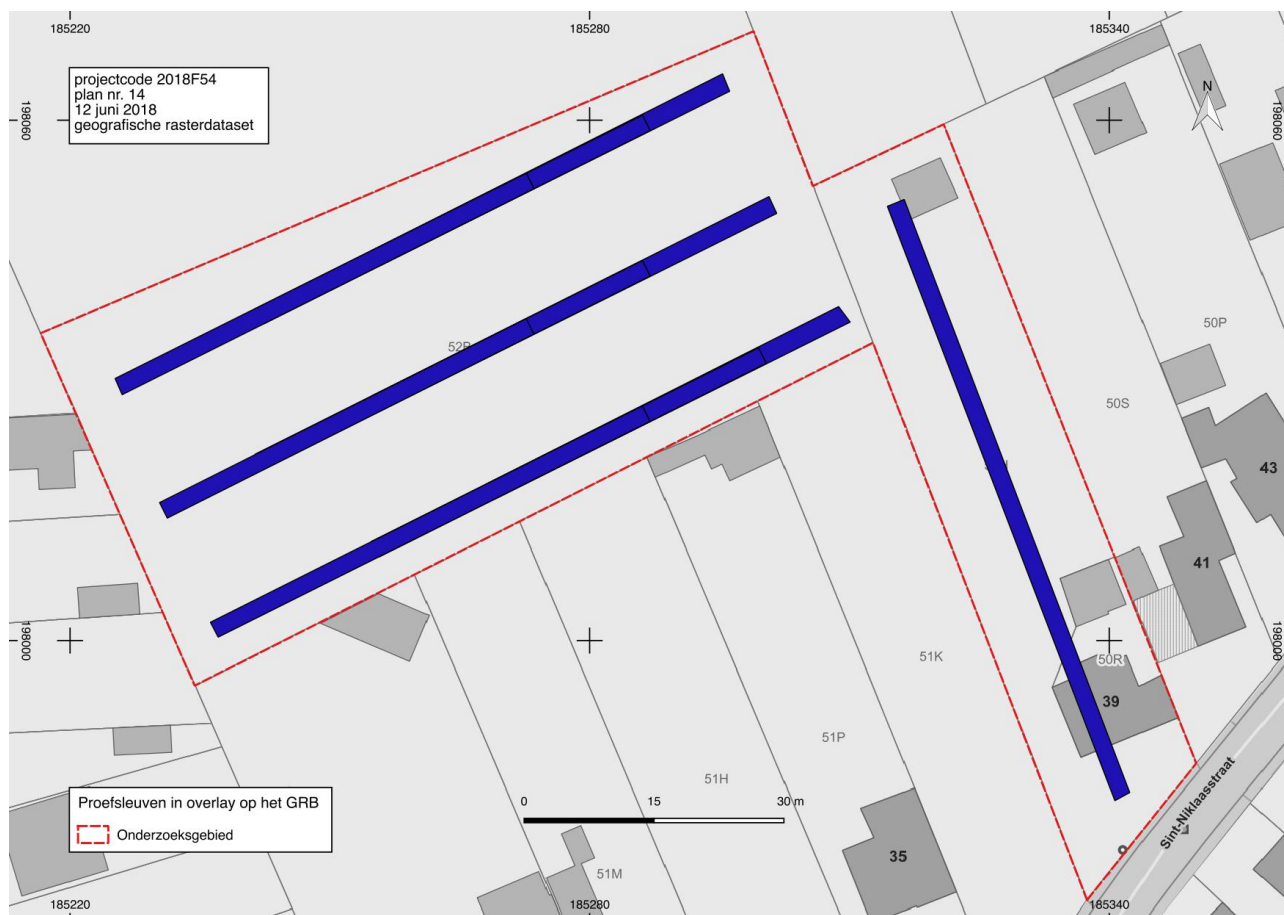 185220
185280
185340
projectcode 2018F54
plan nr. 14
12 juni 2018
geografische rasterdataset
N
198060
198060
50P
50S
43
41
198000
198000
50R
39
51K
51P
51H
Sint-Niklaasstraat
Proefsleuven in overlay op het GRB
Onderzoeksgebied
0 15 30 m
35
51M
185220
185280
185340